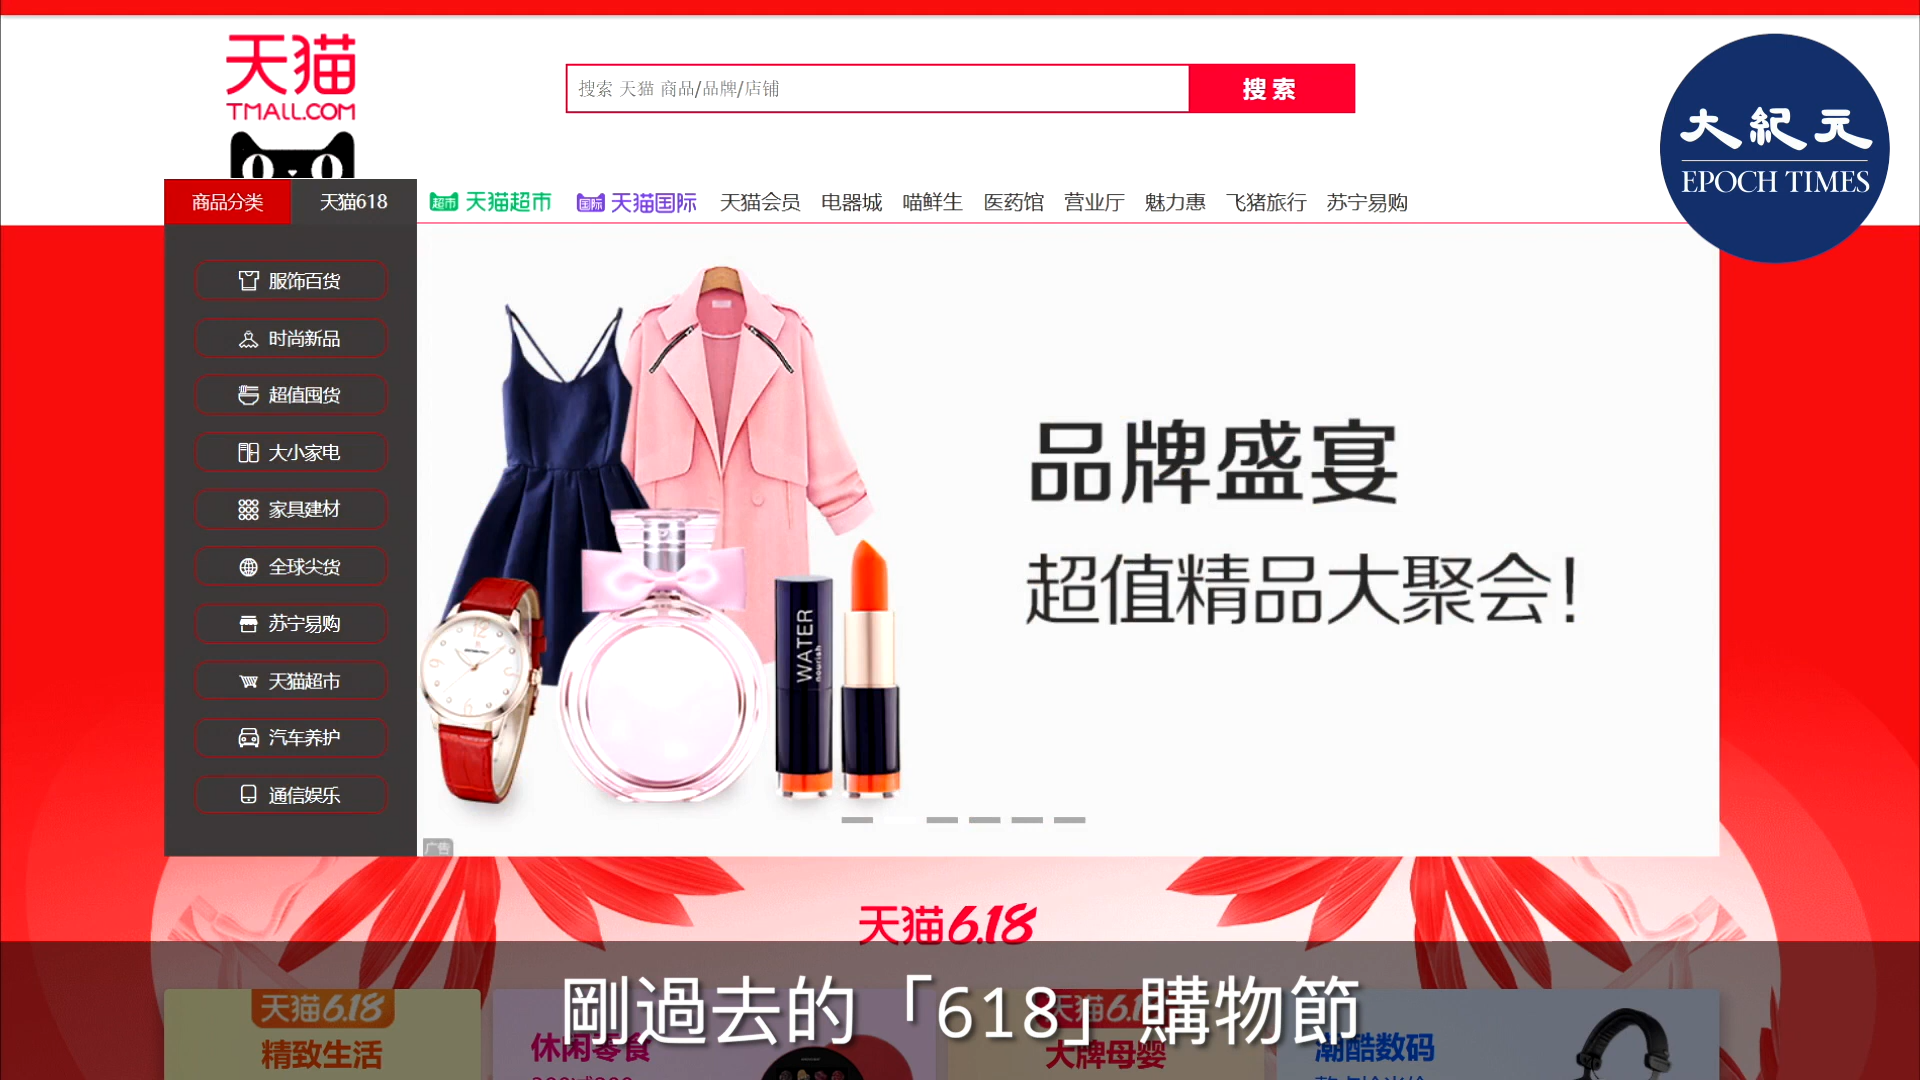 天猫
TMALL.COM
搜索 天猫 商品/品牌/店铺
搜索
大紀元
EPOCH TIMES
商品分类
天猫618
超市 天猫超市
国际 天猫国际
天猫会员
电器城
喵鲜生
医药馆
营业厅
魅力惠
飞猪旅行
苏宁易购
服饰百货
时尚新品
超值囤货
大小家电
家具建材
全球尖货
苏宁易购
天猫超市
汽车养护
通信娱乐
品牌盛宴
超值精品大聚会!
WATER
nourish
广告
天猫6.18
剛過去的「618」購物節
天猫6.18
精致生活
休闲零食
大牌母婴
潮酷数码